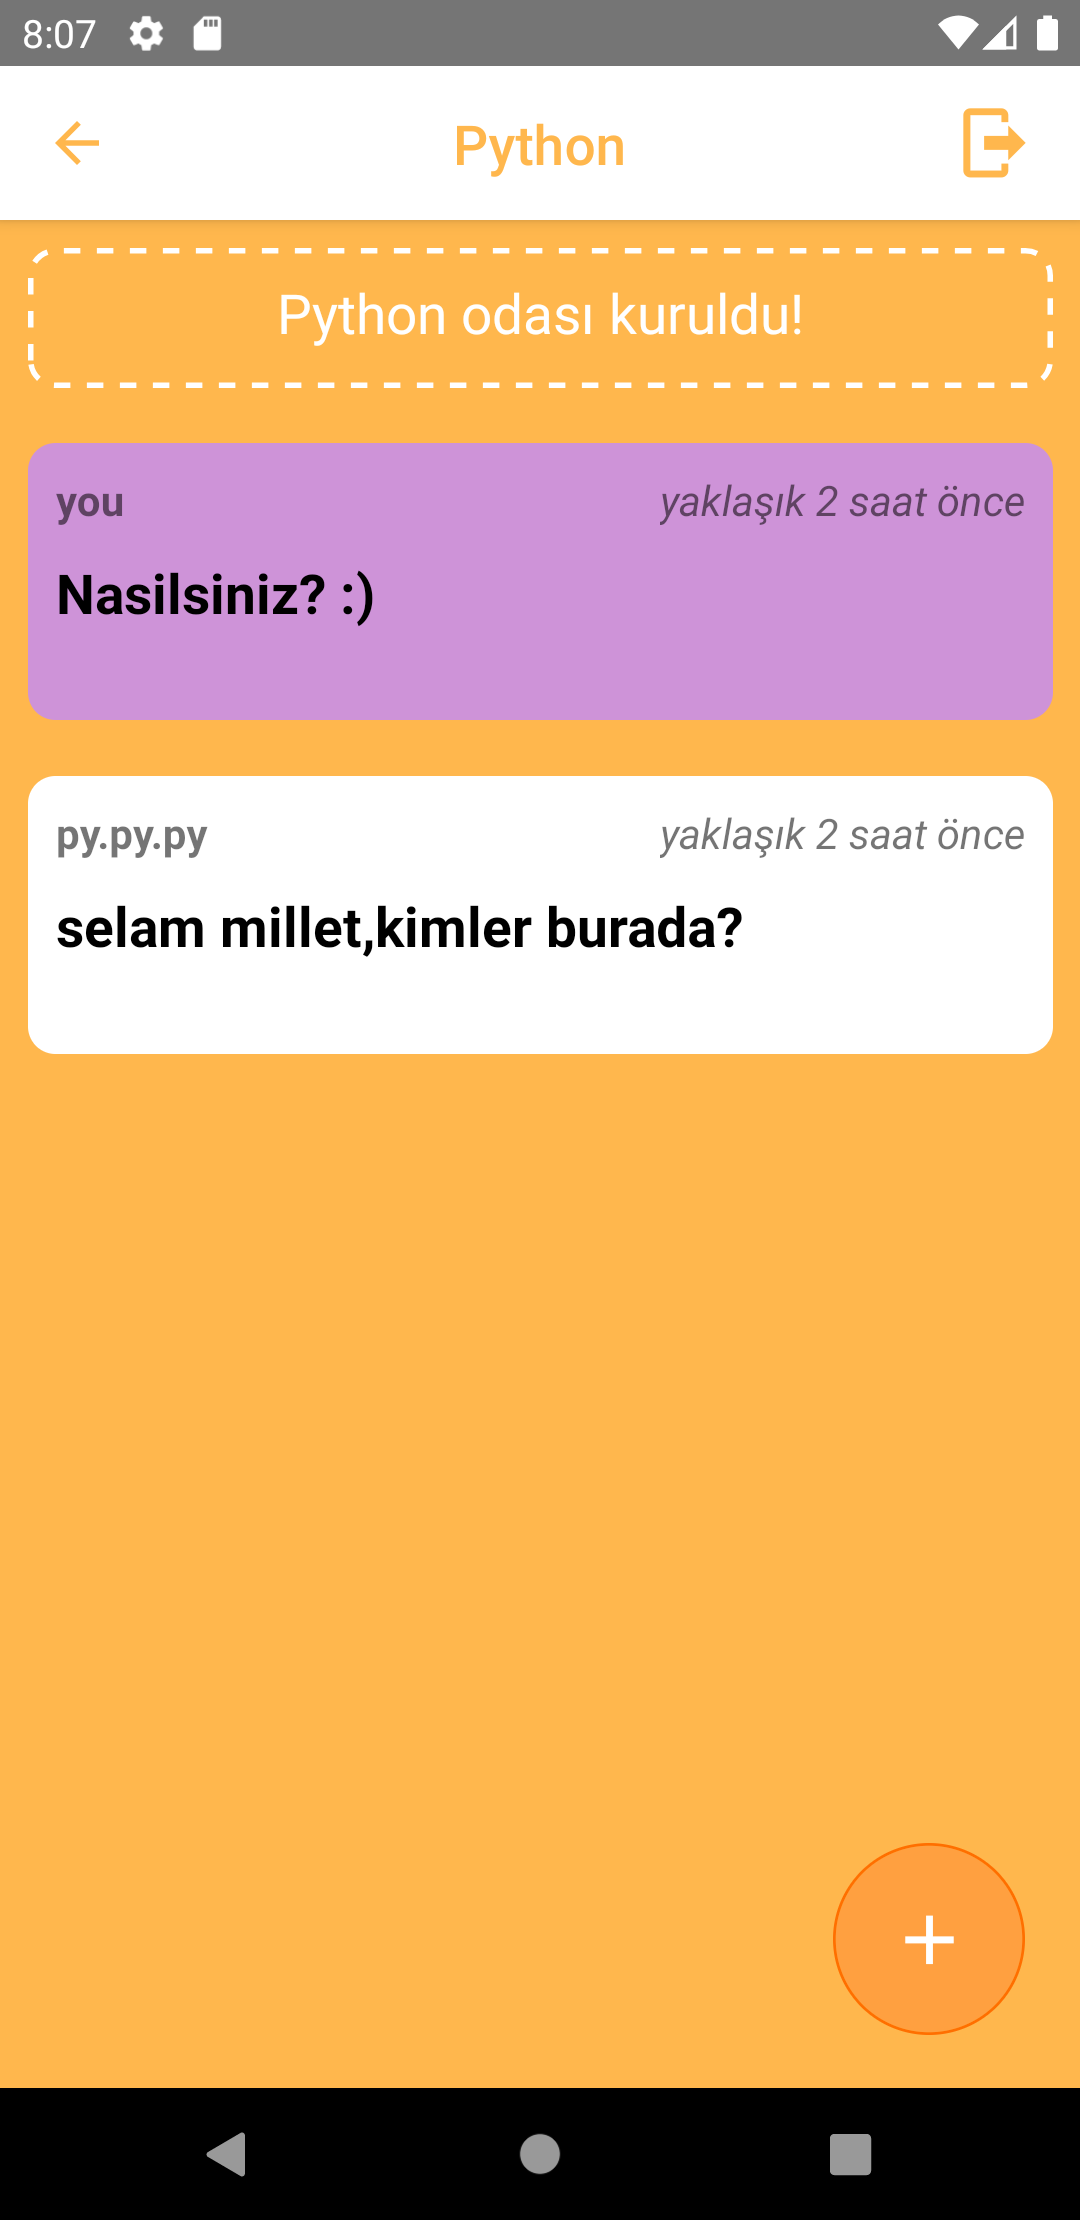 8:07
Python
Python odası kuruldu!
you yaklaşık 2 saat önce
Nasilsiniz? :)
py.py.py yaklaşık 2 saat önce
selam millet,kimler burada?